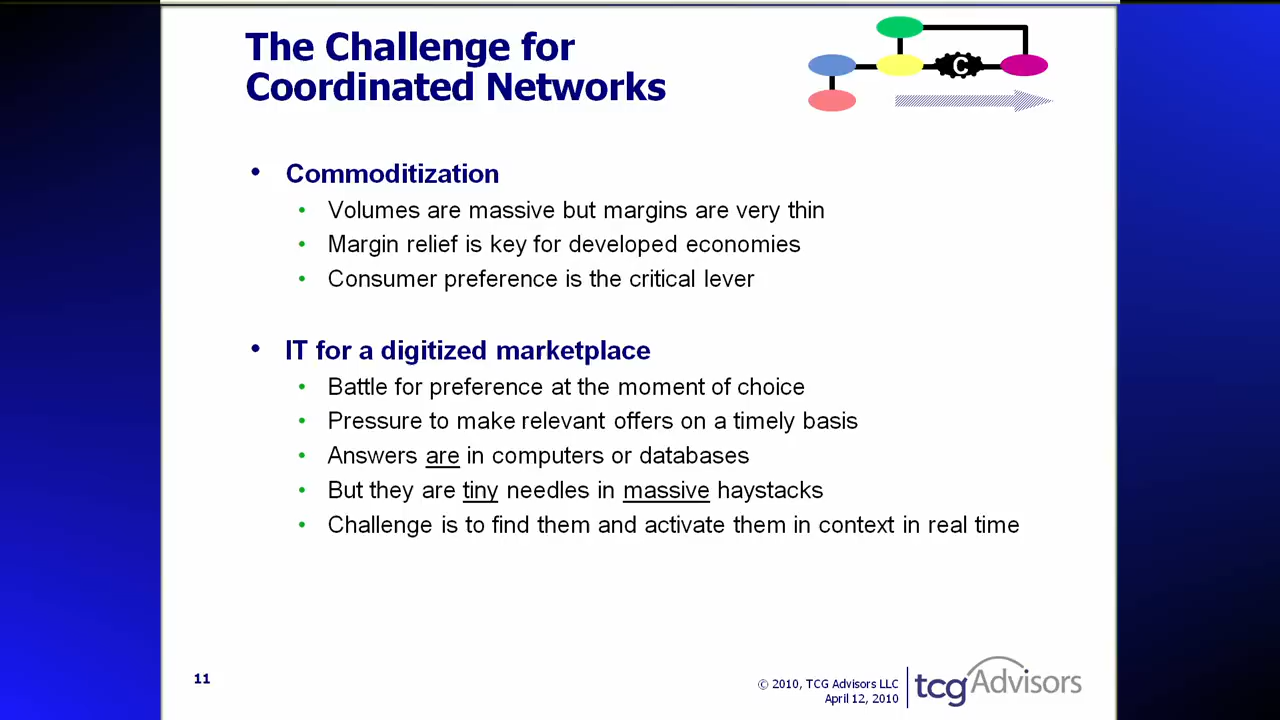 The Challenge for
Coordinated Networks
C
• Commoditization
• Volumes are massive but margins are very thin
• Margin relief is key for developed economies
• Consumer preference is the critical lever
• IT for a digitized marketplace
• Battle for preference at the moment of choice
• Pressure to make relevant offers on a timely basis
• Answers are in computers or databases
• But they are tiny needles in massive haystacks
• Challenge is to find them and activate them in context in real time
11
© 2010, TCG Advisors LLC
April 12, 2010
tcgAdvisors